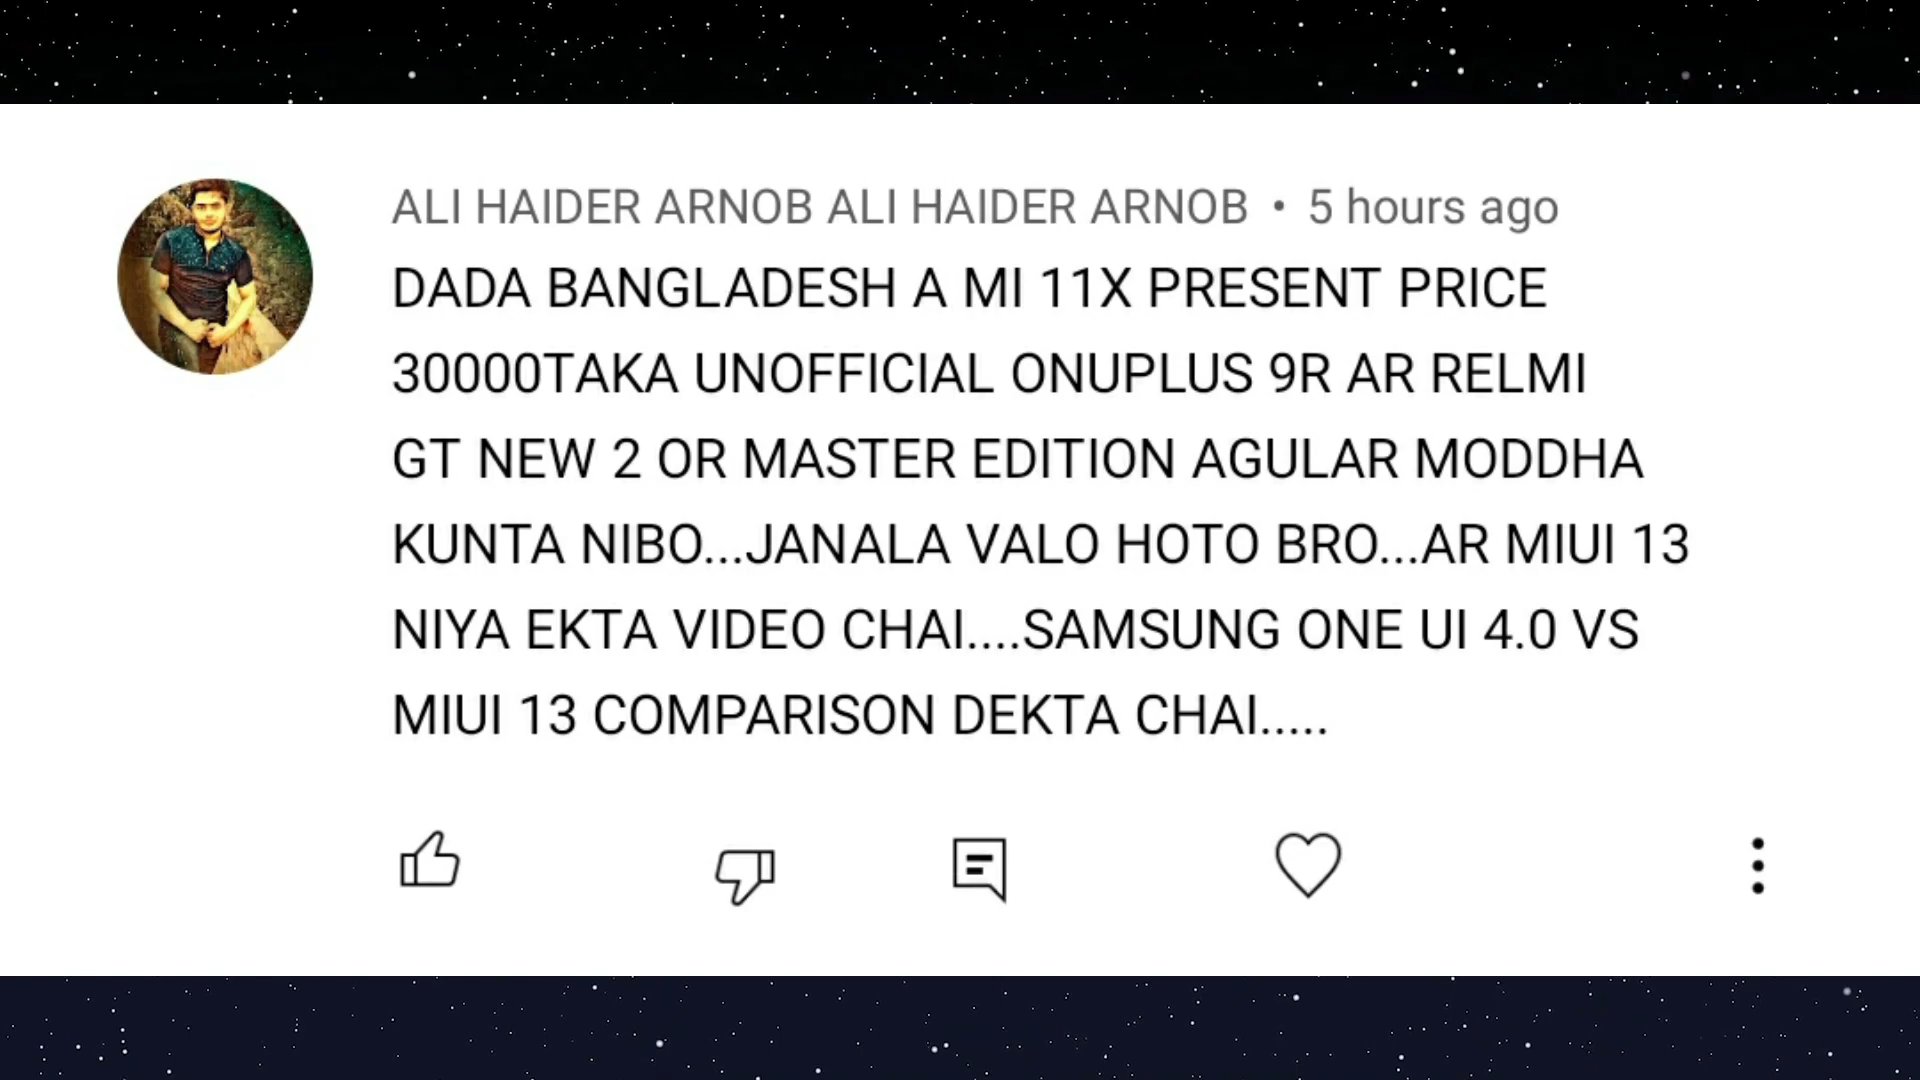 ALI HAIDER ARNOB ALI HAIDER ARNOB • 5 hours ago
DADA BANGLADESH A MI 11X PRESENT PRICE
30000TAKA UNOFFICIAL ONUPLUS 9R AR RELMI
GT NEW 2 OR MASTER EDITION AGULAR MODDHA
KUNTA NIBO...JANALA VALO HOTO BRO...AR MIUI 13
NIYA EKTA VIDEO CHAI....SAMSUNG ONE UI 4.0 VS
MIUI 13 COMPARISON DEKTA CHAI.....